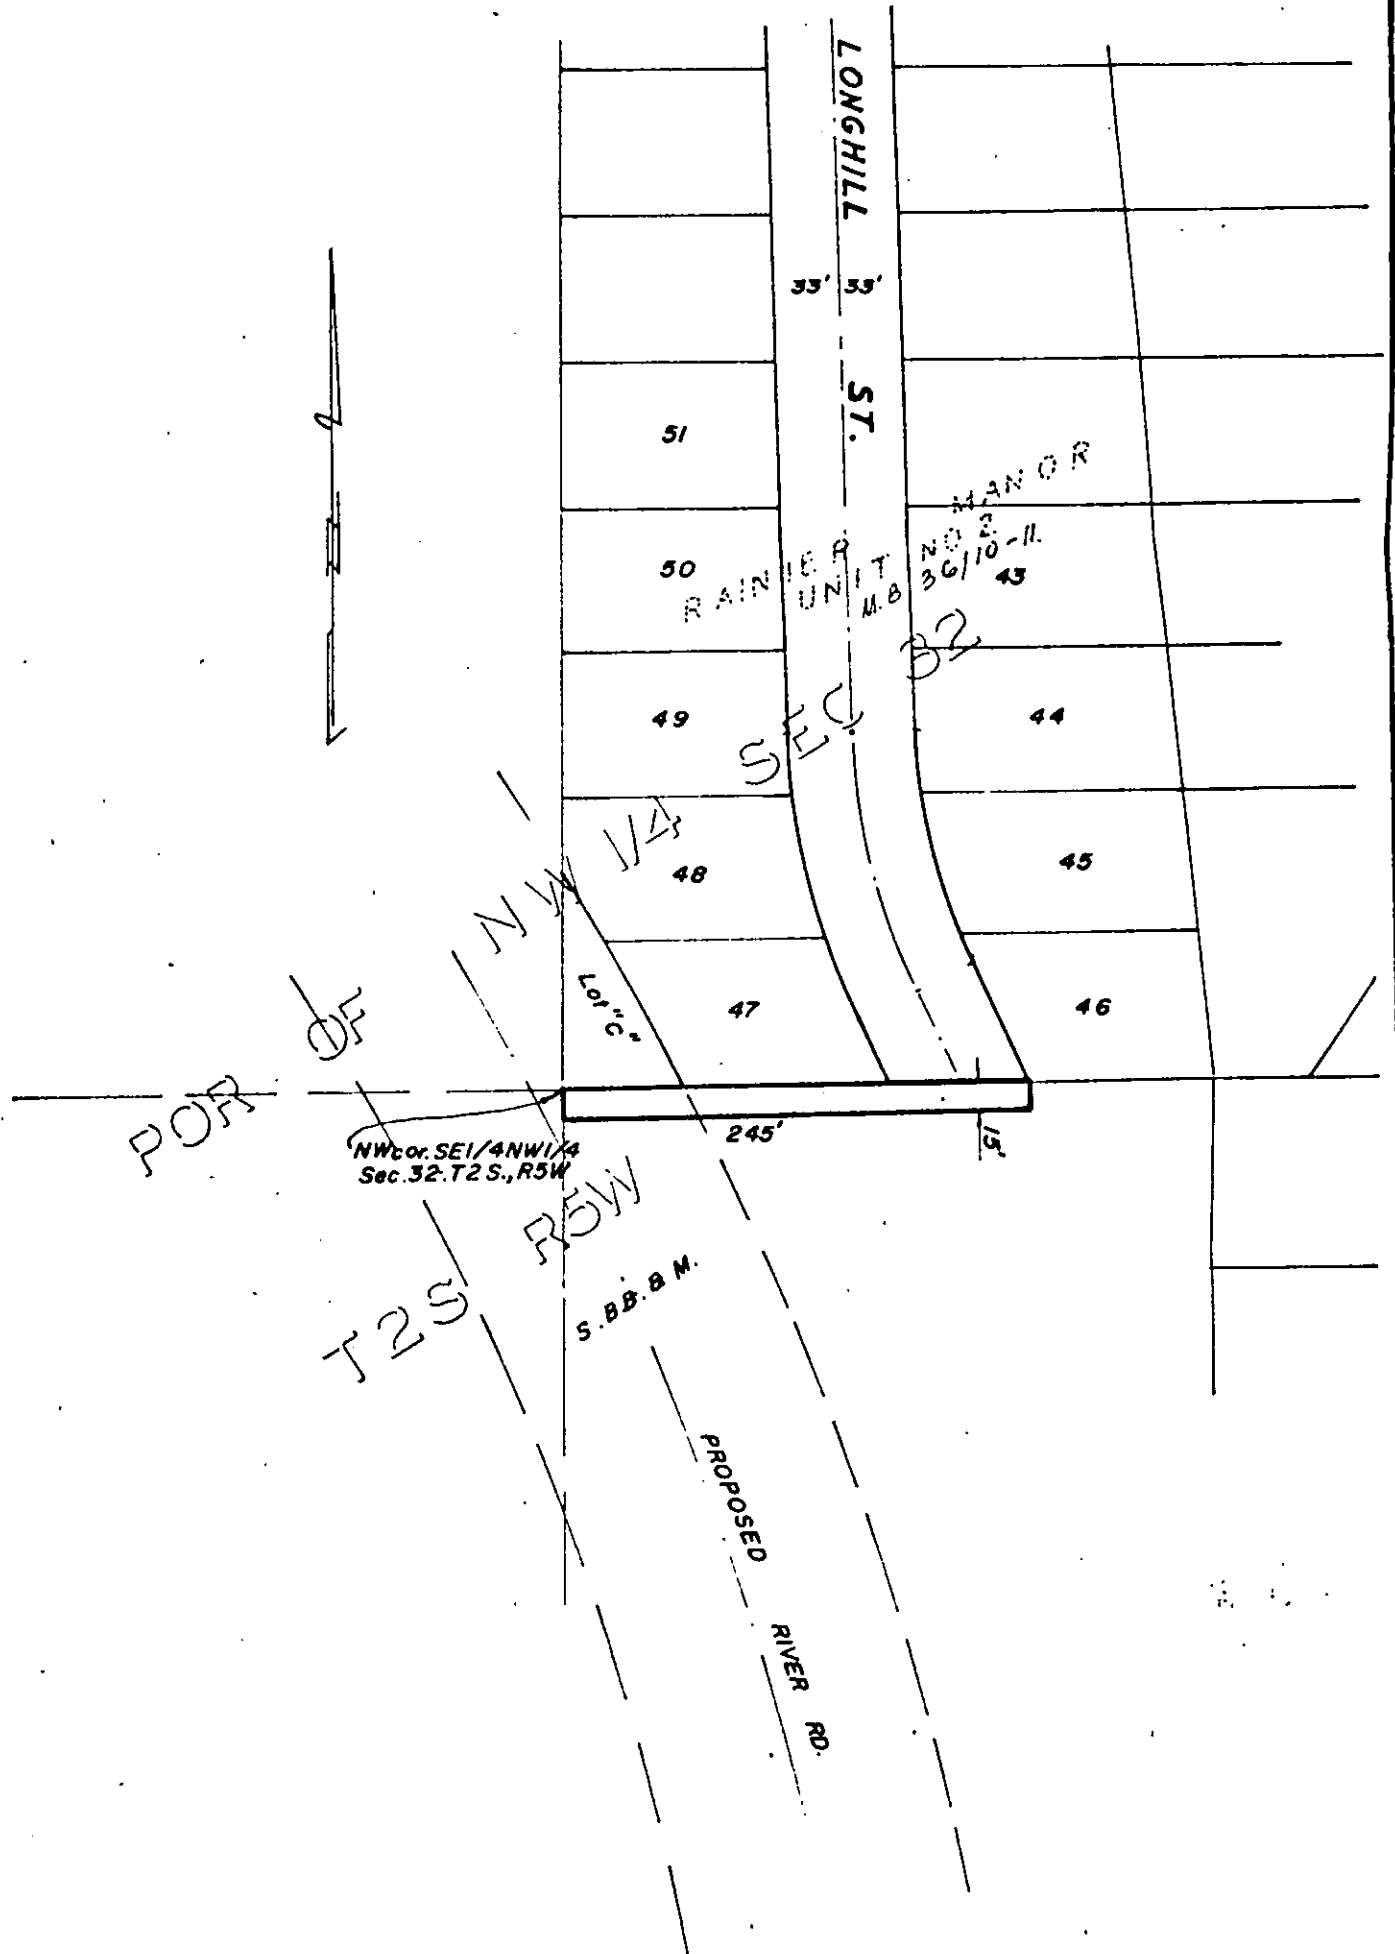 LONGHILL ST.
33' 33'
51
50
RAINIER MANOR
UNIT NO 2
M.B 36/10-11.
43
SEC 32
49
44
NW 1/4
48
45
Lot "C"
47
46
POR OF
245'
15'
NW cor. SE1/4 NW1/4
Sec. 32. T2S., R5W
T2S R5W
S.B.B. & M.
PROPOSED RIVER RD.
N